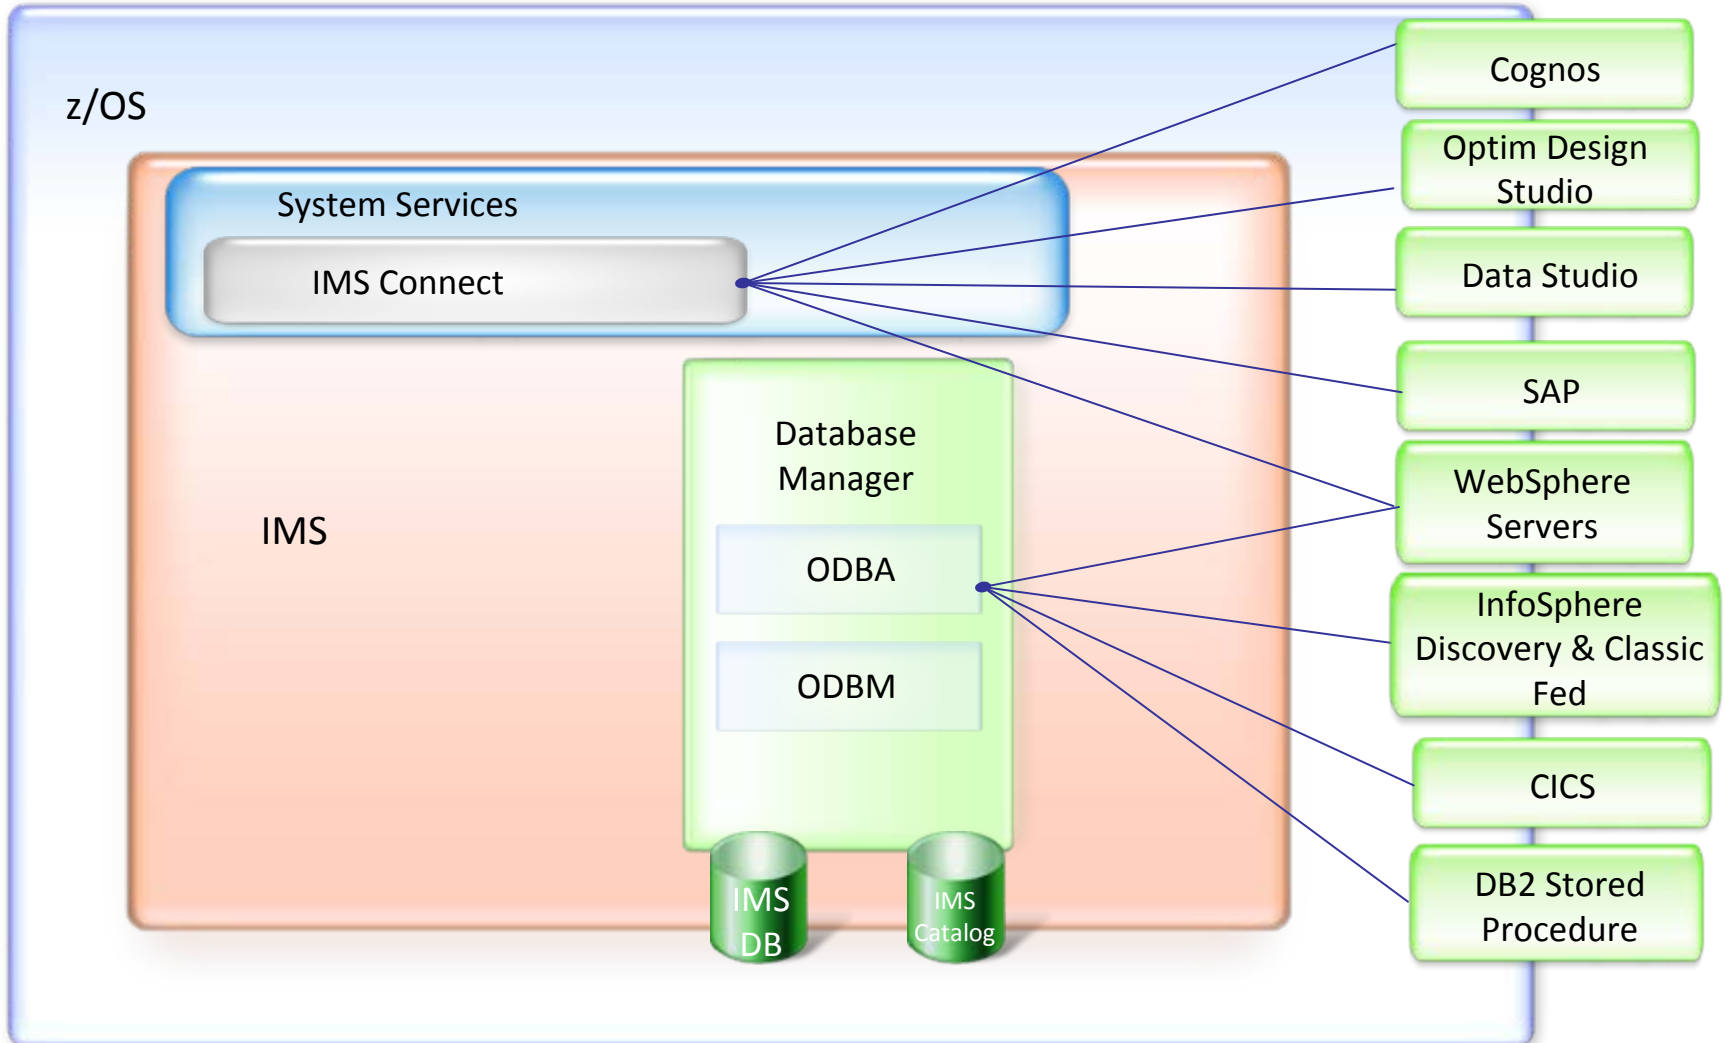 z/OS
System Services
IMS Connect
IMS
Database
Manager
ODBA
ODBM
IMS
DB
IMS
Catalog
Cognos
Optim Design
Studio
Data Studio
SAP
WebSphere
Servers
InfoSphere
Discovery & Classic
Fed
CICS
DB2 Stored
Procedure